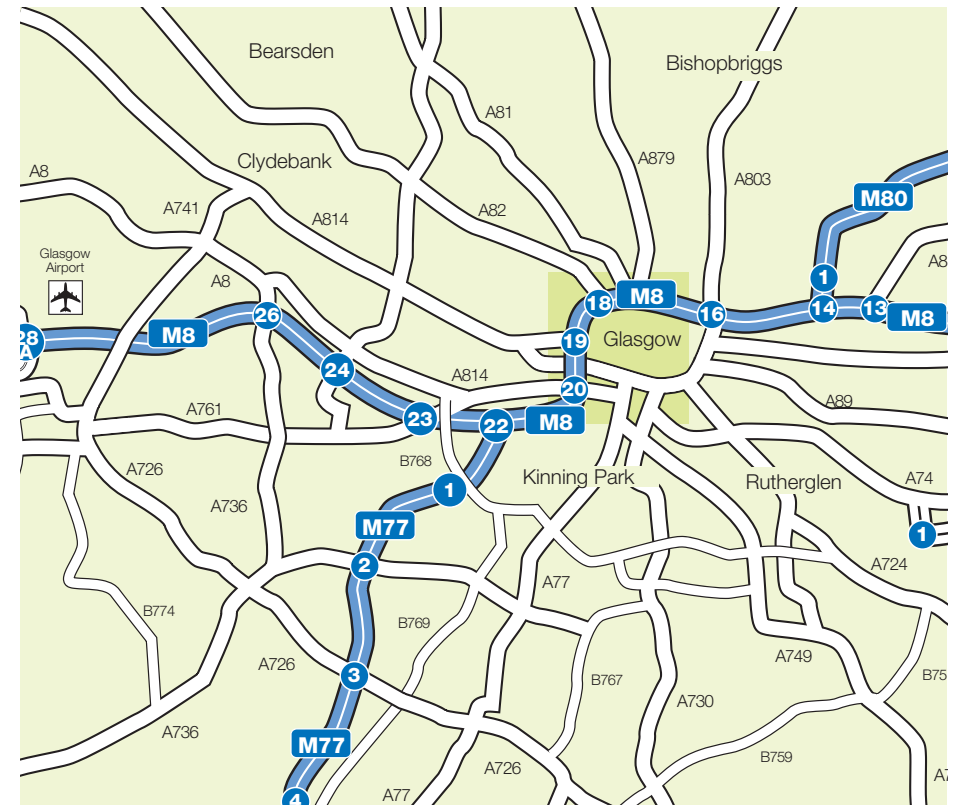 Bearsden
Bishopbriggs
A81
A879
Clydebank
A8
A803
M80
A741
A814
A82
Glasgow
Airport
A8
A8
1
18
M8
26
M8
16
14
13
M8
28
A
19
Glasgow
24
A814
20
A761
23
22
M8
A89
B768
A726
Kinning Park
Rutherglen
A74
1
A736
M77
1
2
A724
A77
B774
B769
A726
3
A749
B767
B75
A730
A736
M77
B759
A726
A7
A77
4